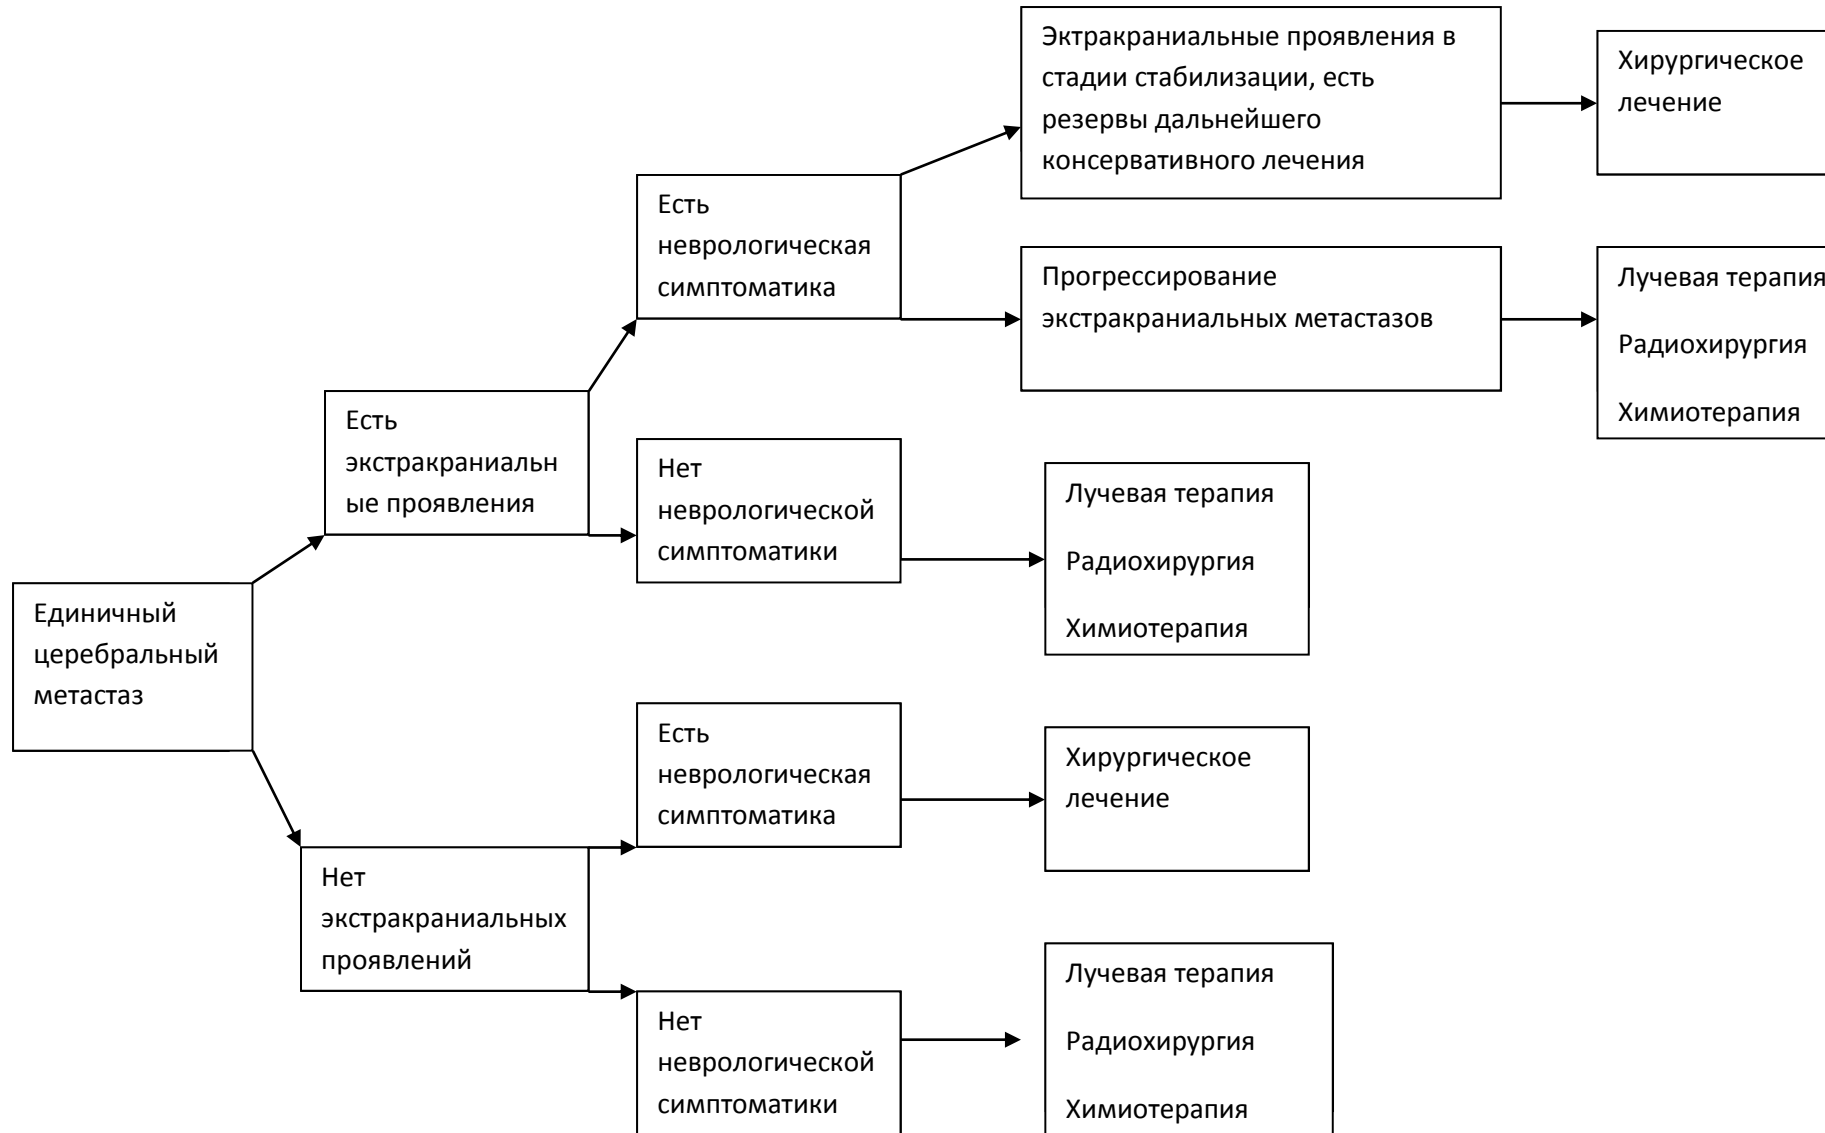 Эктракраниальные проявления в
стадии стабилизации, есть
резервы дальнейшего
консервативного лечения
Хирургическое
лечение
Есть
неврологическая
симптоматика
Прогрессирование
экстракраниальных метастазов
Лучевая терапия
Радиохирургия
Химиотерапия
Есть
экстракраниальн
ые проявления
Нет
неврологической
симптоматики
Лучевая терапия
Радиохирургия
Химиотерапия
Единичный
церебральный
метастаз
Есть
неврологическая
симптоматика
Хирургическое
лечение
Нет
экстракраниальных
проявлений
Нет
неврологической
симптоматики
Лучевая терапия
Радиохирургия
Химиотерапия